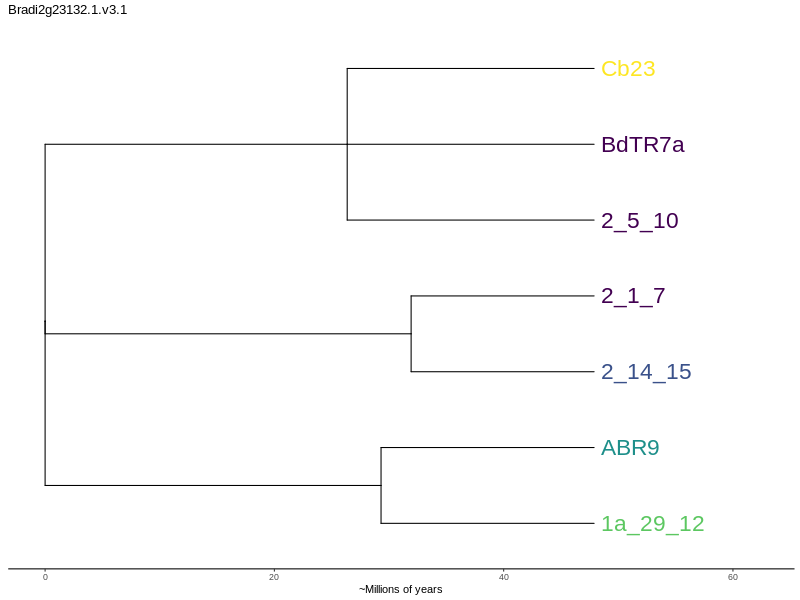 Bradi2g23132.1.v3.1
Cb23
BdTR7a
2_5_10
2_1_7
2_14_15
ABR9
1a_29_12
0 20 40 60
~Millions of years